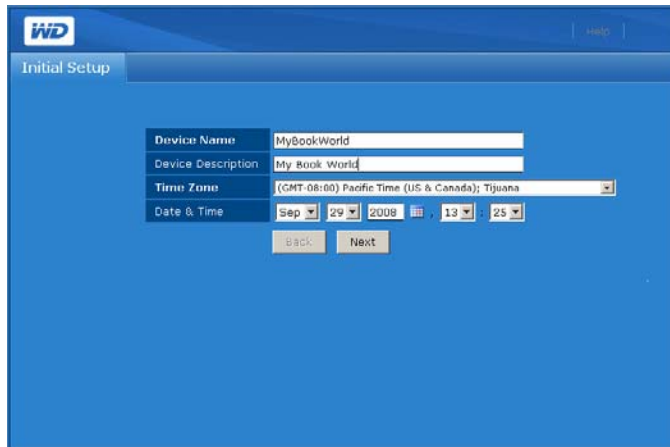 WD
Help
Initial Setup
Device Name MyBookWorld
Device Description My Book World
Time Zone (GMT-08:00) Pacific Time (US & Canada); Tijuana
Date & Time Sep 29 2008 , 13 : 25
Back Next